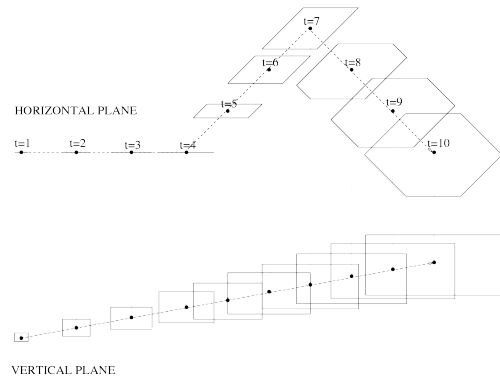 t=7
t=6
t=8
t=5
t=9
HORIZONTAL PLANE
t=1
t=2
t=3
t=4
t=10
VERTICAL PLANE